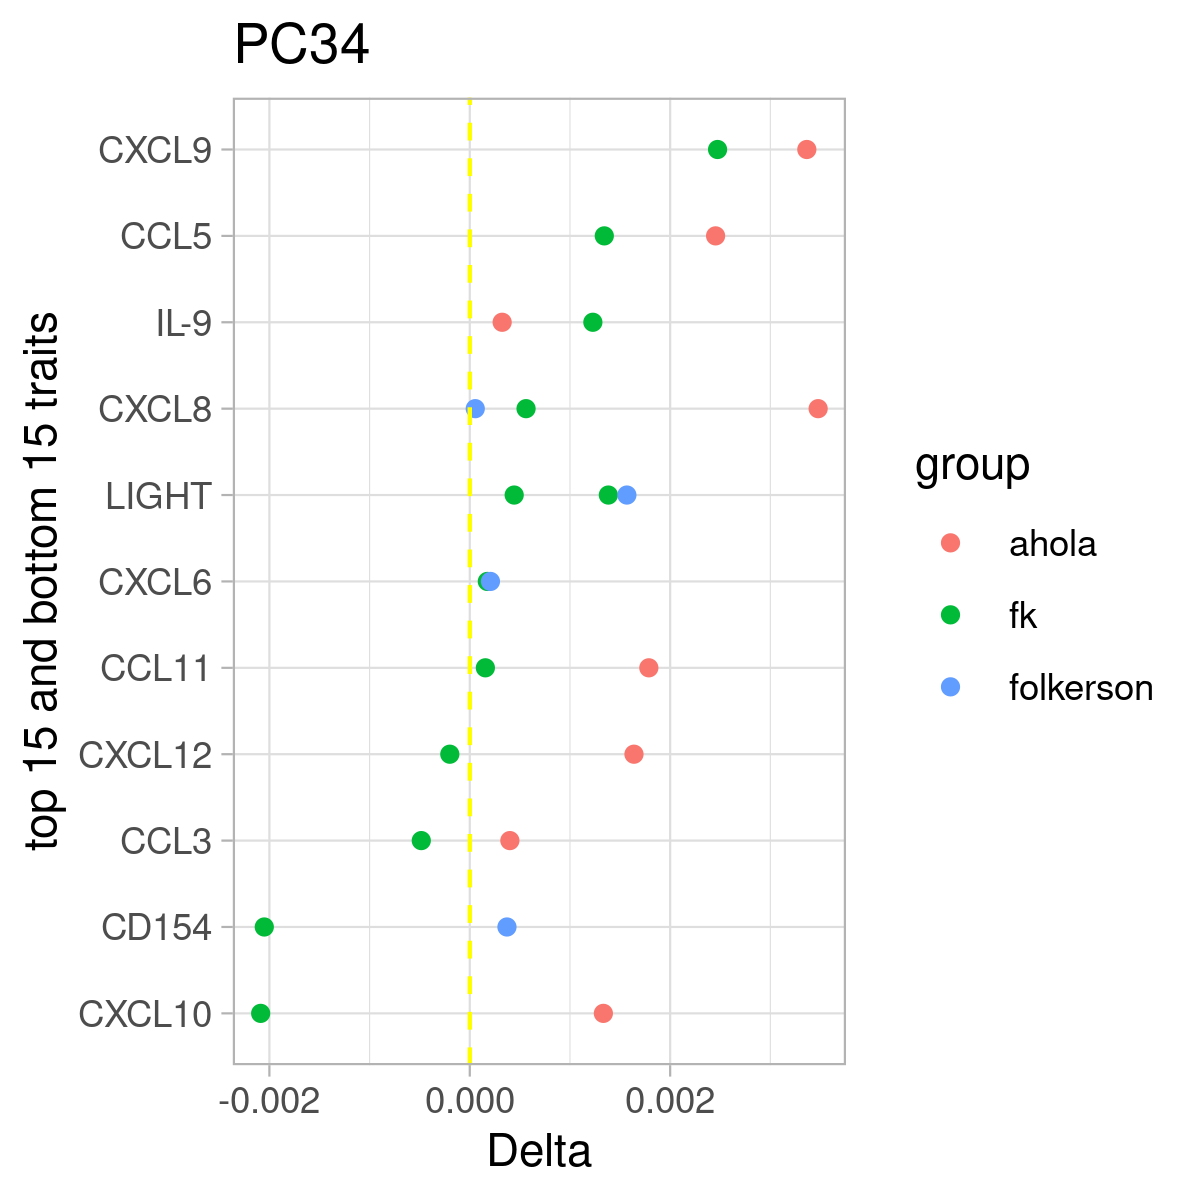 PC34
top 15 and bottom 15 traits
CXCL9
CCL5
IL-9
CXCL8
LIGHT
CXCL6
CCL11
CXCL12
CCL3
CD154
CXCL10
-0.002 0.000 0.002
Delta
group
ahola
fk
folkerson